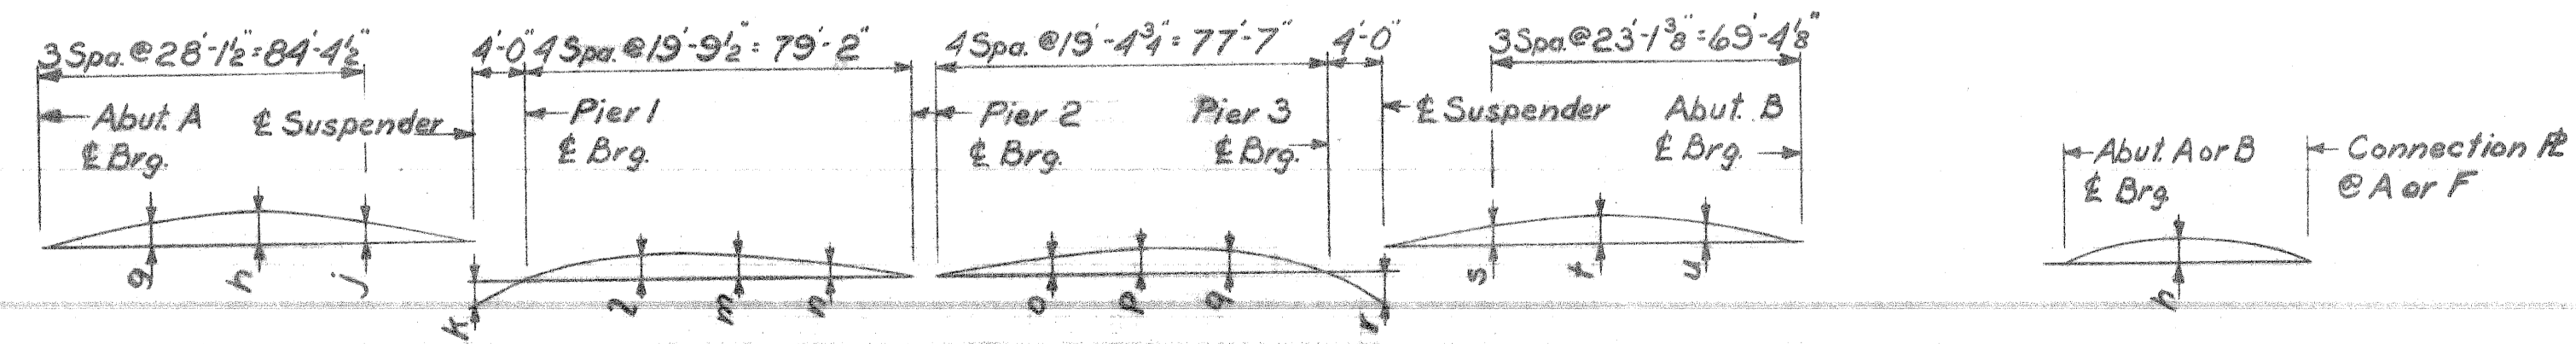 3 Spa. @ 28'-1½" = 84'-4½"
4'-0"
4 Spa. @ 19'-9½" = 79'-2"
4 Spa. @ 19'-4¾" = 77'-7"
4'-0"
3 Spa. @ 23'-1⅜" = 69'-4⅛"
Abut. A
℄ Brg.
℄ Suspender
Pier 1
℄ Brg.
Pier 2
℄ Brg.
Pier 3
℄ Brg.
℄ Suspender
Abut. B
℄ Brg.
Abut. A or B
℄ Brg.
Connection PL
@ A or F
g
h
j
k
l
m
n
o
p
q
r
s
t
u
h